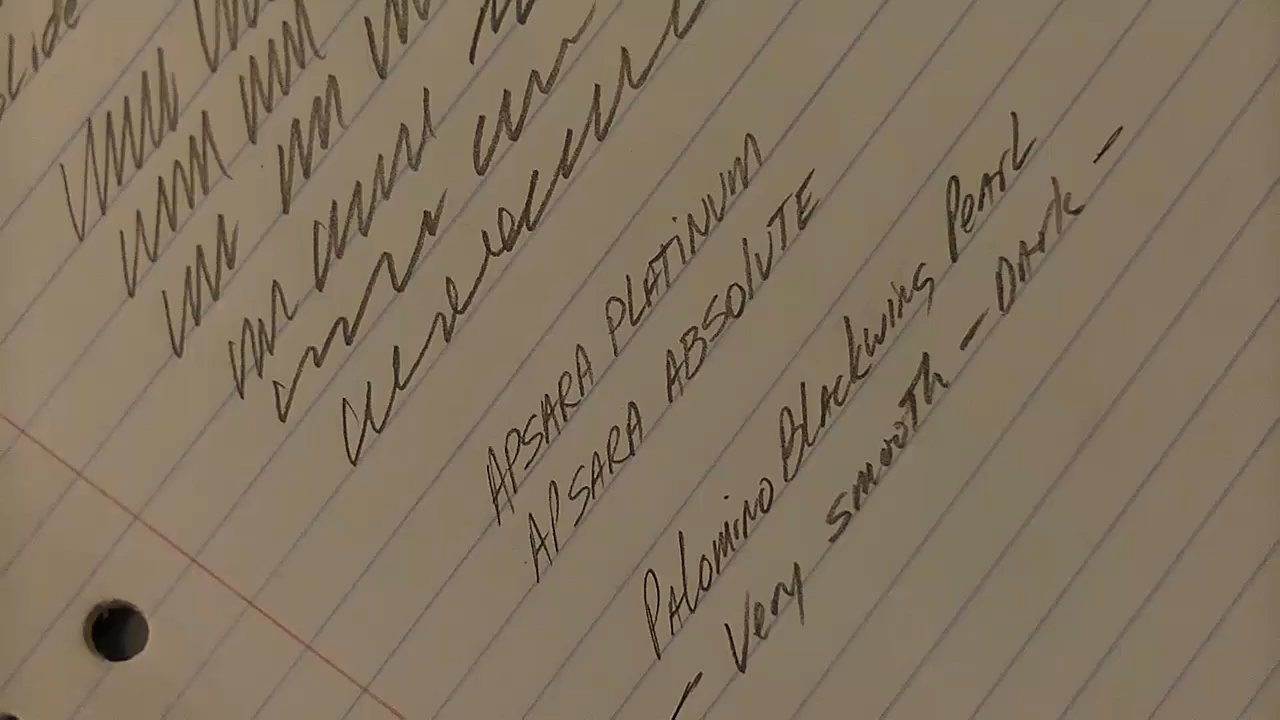 APSARA PLATINUM
APSARA ABSOLUTE
Palomino Blackwing Pearl
- Very smooth - Dark -